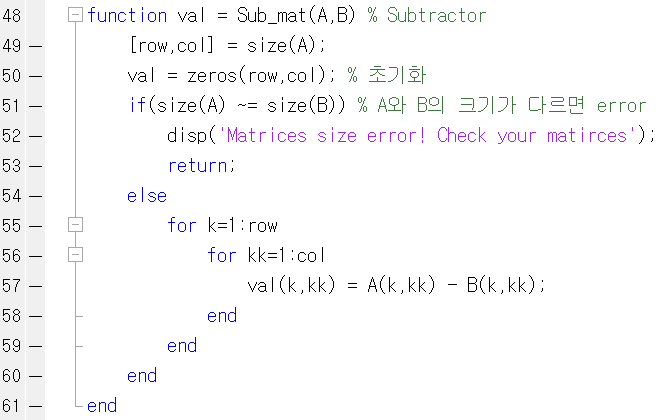 48 function val = Sub_mat(A,B) % Subtractor
49 — [row,col] = size(A);
50 — val = zeros(row,col); % 초기화
51 — if(size(A) ~= size(B)) % A와 B의 크기가 다르면 error
52 — disp('Matrices size error! Check your matirces');
53 — return;
54 — else
55 — for k=1:row
56 — for kk=1:col
57 — val(k,kk) = A(k,kk) - B(k,kk);
58 — end
59 — end
60 — end
61 — end